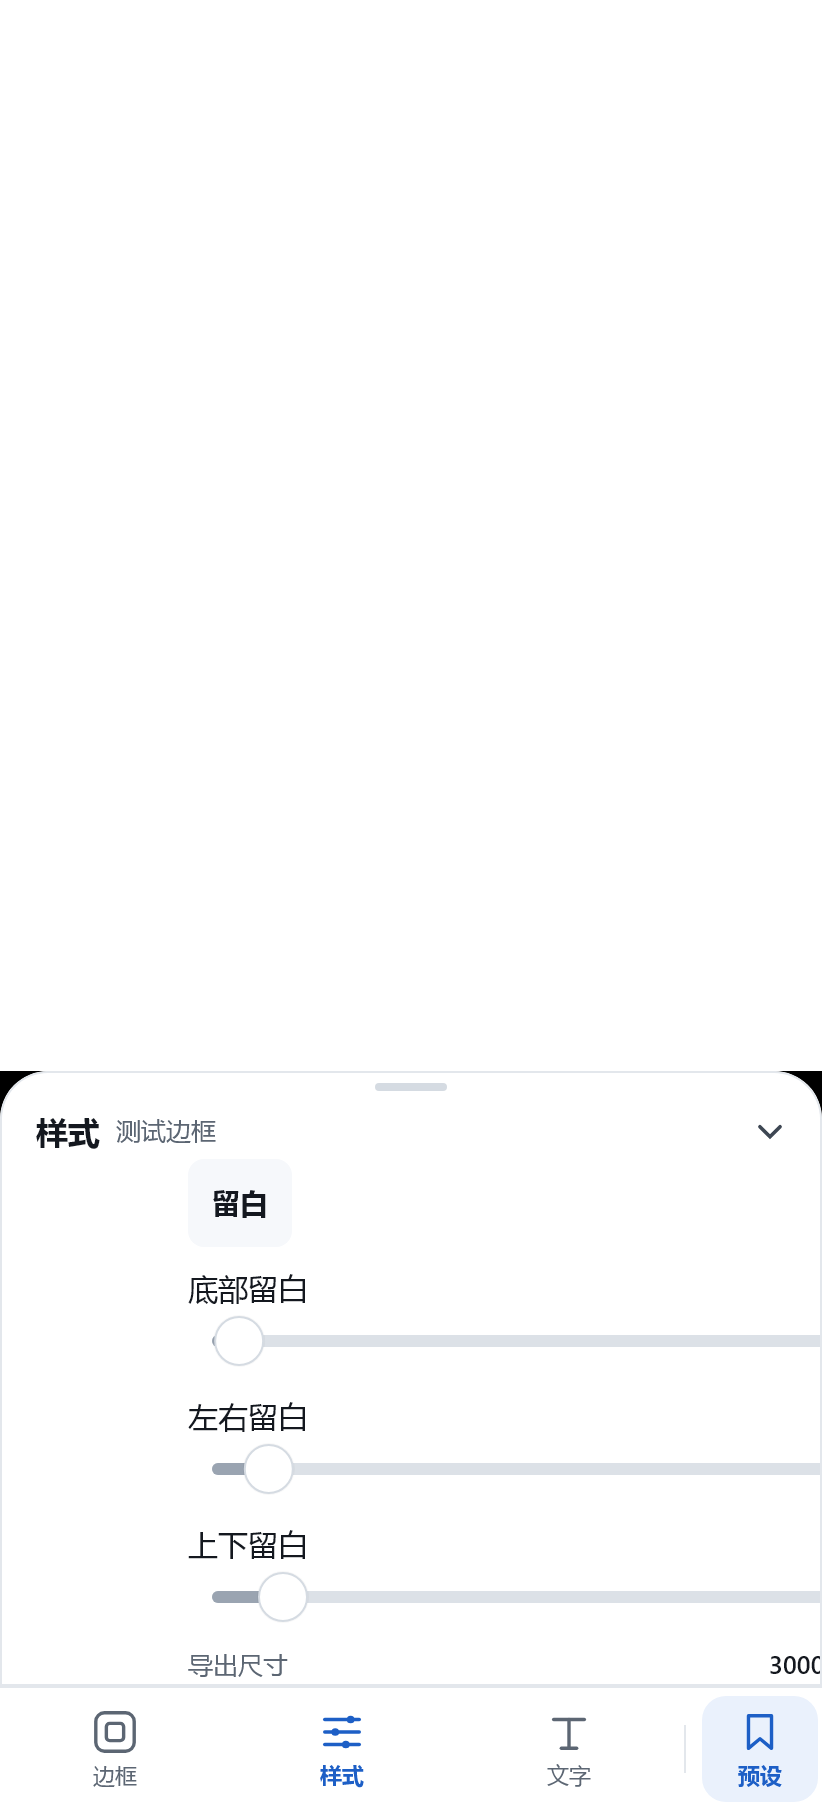 样式 测试边框
留白
底部留白
左右留白
上下留白
导出尺寸 3000
边框 样式 文字 预设